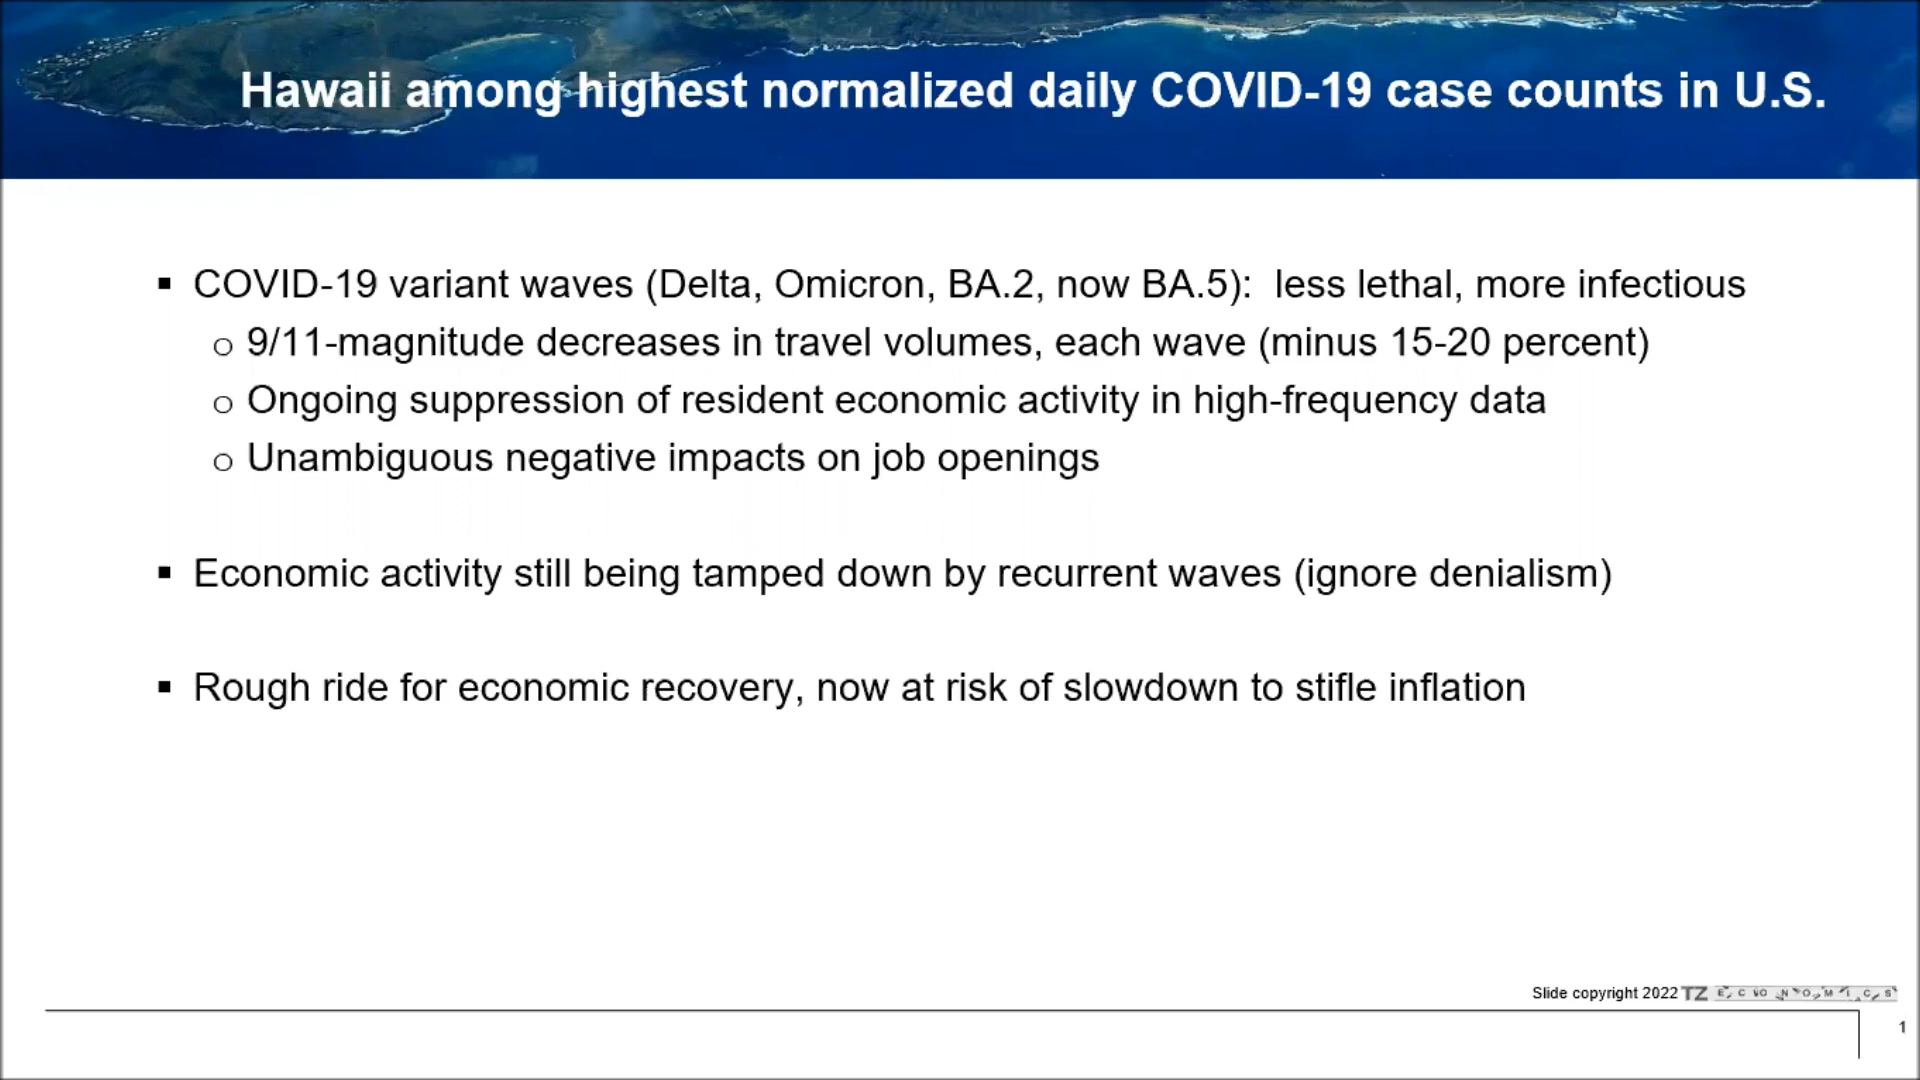 Hawaii among highest normalized daily COVID-19 case counts in U.S.
▪ COVID-19 variant waves (Delta, Omicron, BA.2, now BA.5):  less lethal, more infectious
o 9/11-magnitude decreases in travel volumes, each wave (minus 15-20 percent)
o Ongoing suppression of resident economic activity in high-frequency data
o Unambiguous negative impacts on job openings
▪ Economic activity still being tamped down by recurrent waves (ignore denialism)
▪ Rough ride for economic recovery, now at risk of slowdown to stifle inflation
Slide copyright 2022 TZ ECONOMICS
1